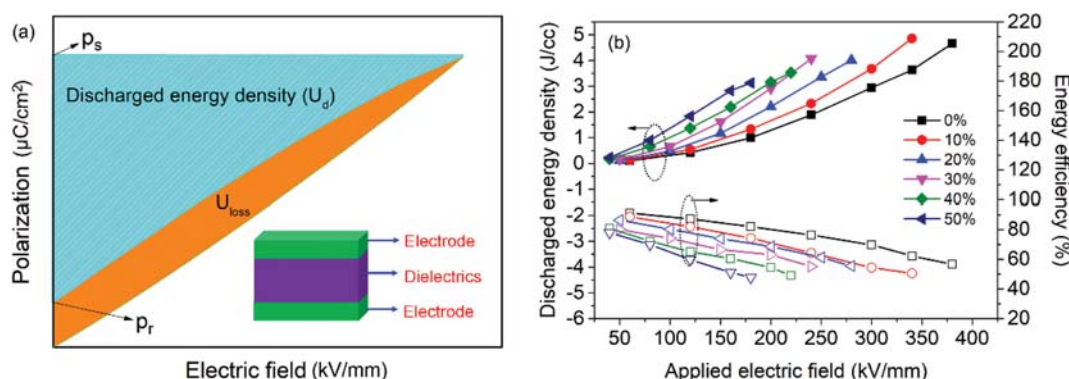 (a)
p_s
Discharged energy density (U_d)
U_loss
Electrode
Dielectrics
Electrode
p_r
Polarization (μC/cm²)
Electric field (kV/mm)
(b)
Discharged energy density (J/cc)
5
4
3
2
1
0
-1
-2
-3
-4
-5
-6
0%
10%
20%
30%
40%
50%
220
200
180
160
140
120
100
80
60
40
20
Energy efficiency (%)
50 100 150 200 250 300 350 400
Applied electric field (kV/mm)